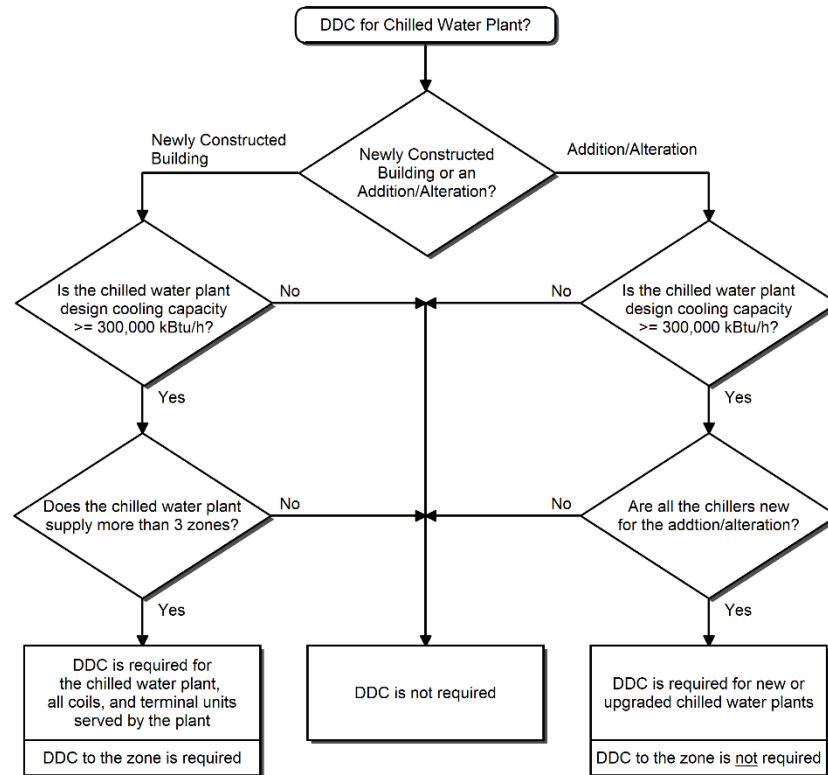 DDC for Chilled Water Plant?
Newly Constructed
Building
Newly Constructed
Building or an
Addition/Alteration?
Addition/Alteration
Is the chilled water plant
design cooling capacity
>= 300,000 kBtu/h?
No
No
Is the chilled water plant
design cooling capacity
>= 300,000 kBtu/h?
Yes
Yes
Does the chilled water plant
supply more than 3 zones?
No
No
Are all the chillers new
for the addtion/alteration?
Yes
Yes
DDC is required for
the chilled water plant,
all coils, and terminal units
served by the plant
DDC to the zone is required
DDC is not required
DDC is required for new or
upgraded chilled water plants
DDC to the zone is not required